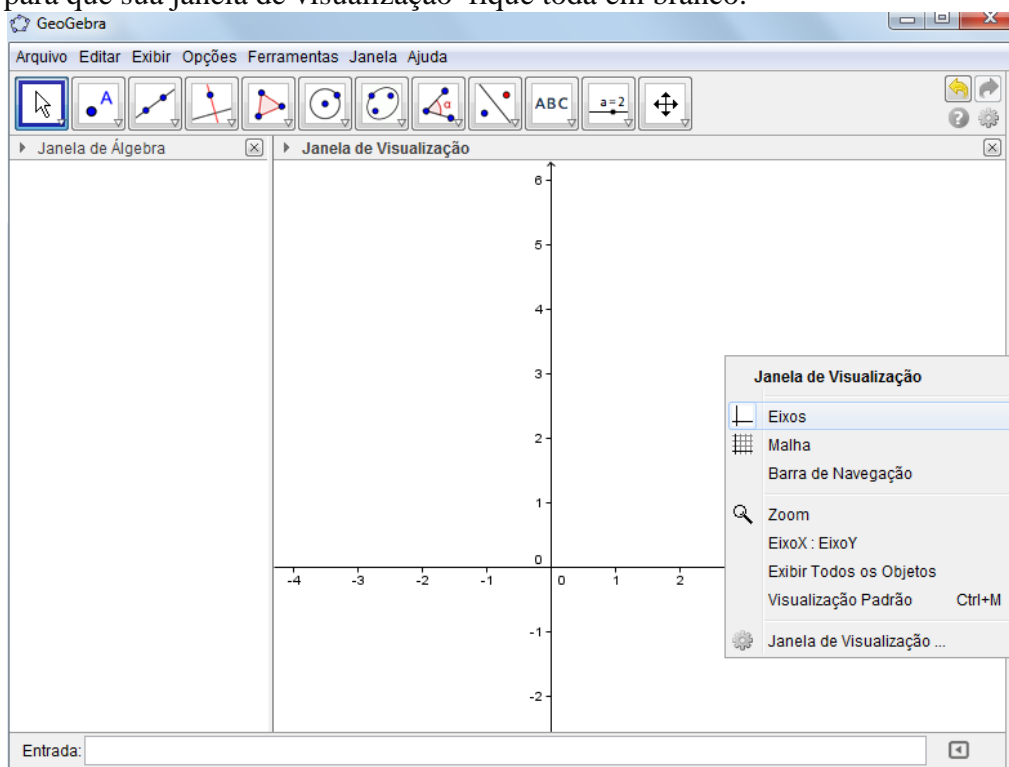 para que sua janela de visualização fique toda em branco.
GeoGebra
Arquivo Editar Exibir Opções Ferramentas Janela Ajuda
A
α
ABC
a=2
Janela de Álgebra
Janela de Visualização
6
5
4
3
2
1
0
-4 -3 -2 -1 0 1 2
-1
-2
Janela de Visualização
Eixos
Malha
Barra de Navegação
Zoom
EixoX : EixoY
Exibir Todos os Objetos
Visualização Padrão Ctrl+M
Janela de Visualização ...
Entrada: